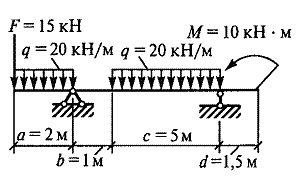 F = 15 кН
q = 20 кН/м
q = 20 кН/м
M = 10 кН · м
a = 2 м
b = 1 м
c = 5 м
d = 1,5 м